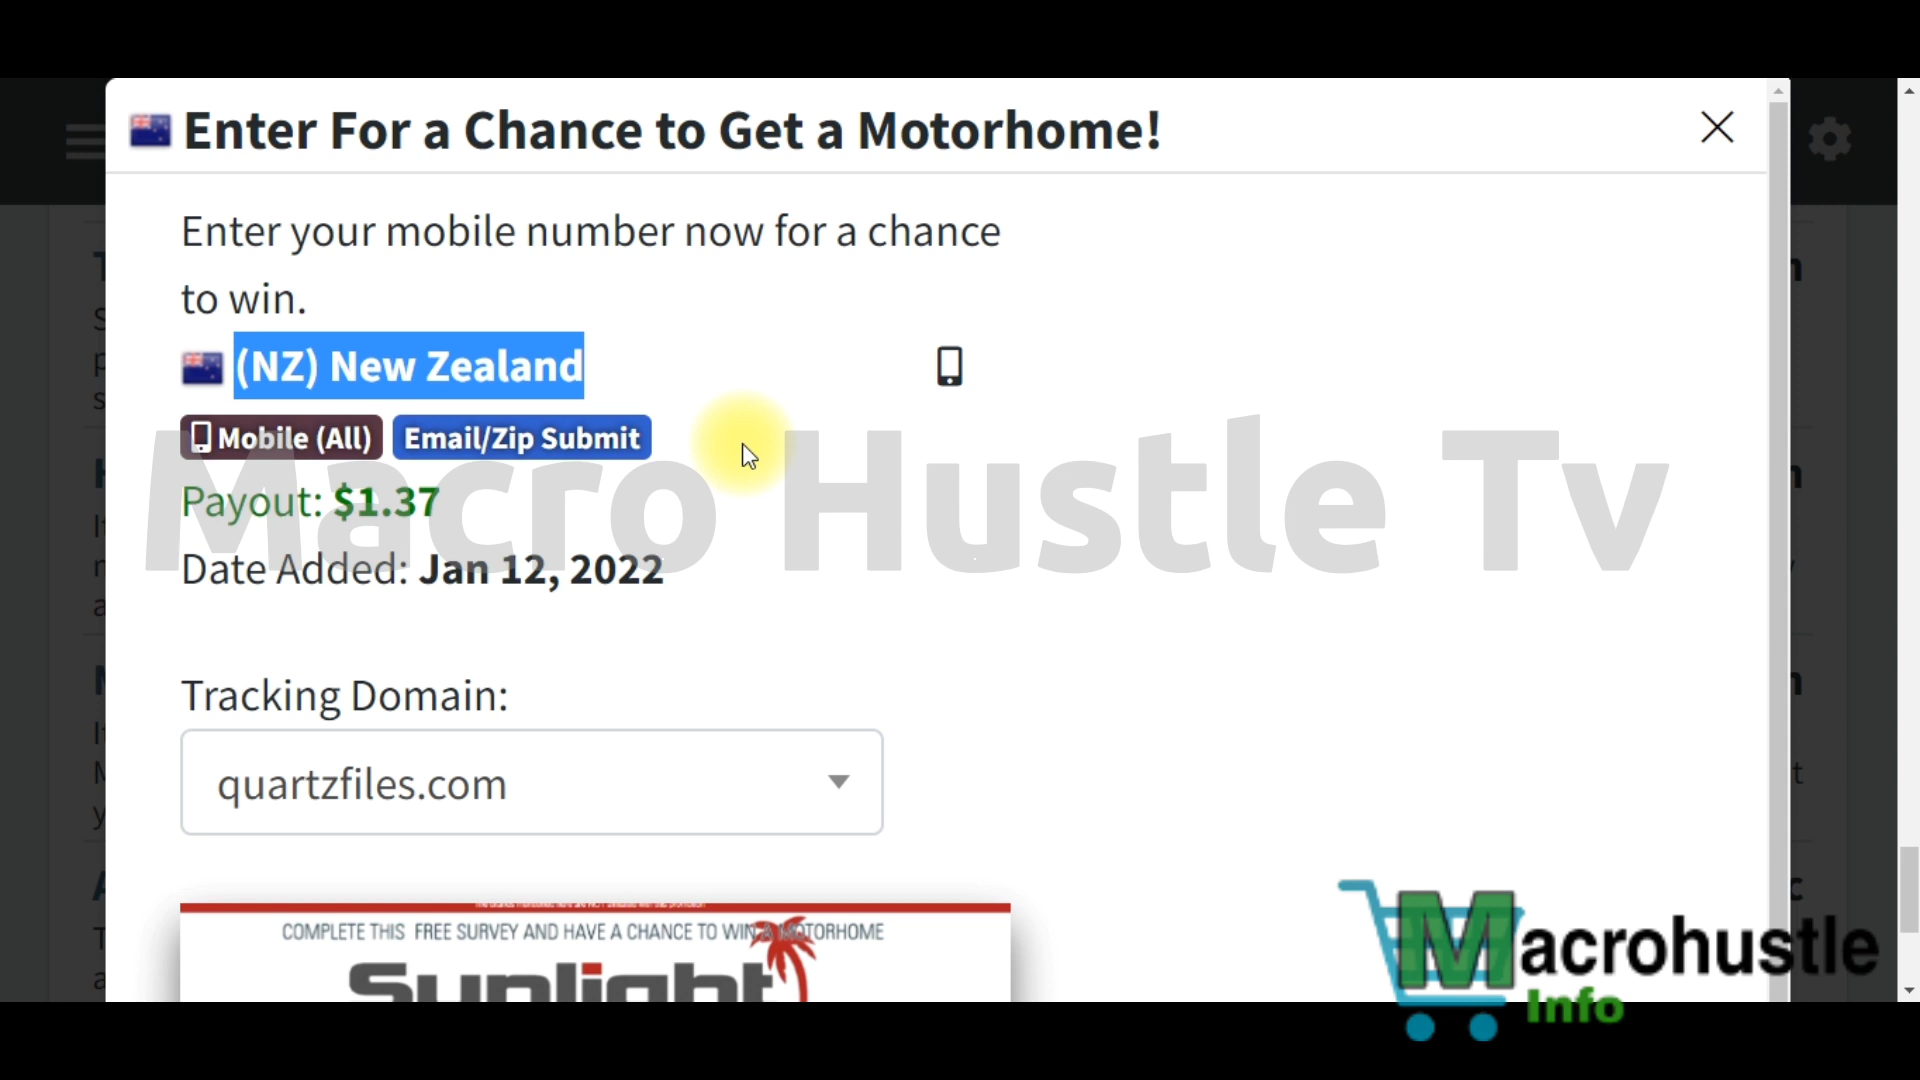 Enter For a Chance to Get a Motorhome!
Enter your mobile number now for a chance
to win.
(NZ) New Zealand
Mobile (All) Email/Zip Submit
Macro Hustle Tv
Payout: $1.37
Date Added: Jan 12, 2022
Tracking Domain:
quartzfiles.com
COMPLETE THIS FREE SURVEY AND HAVE A CHANCE TO WIN A MOTORHOME
Sunlight
Macrohustle
Info